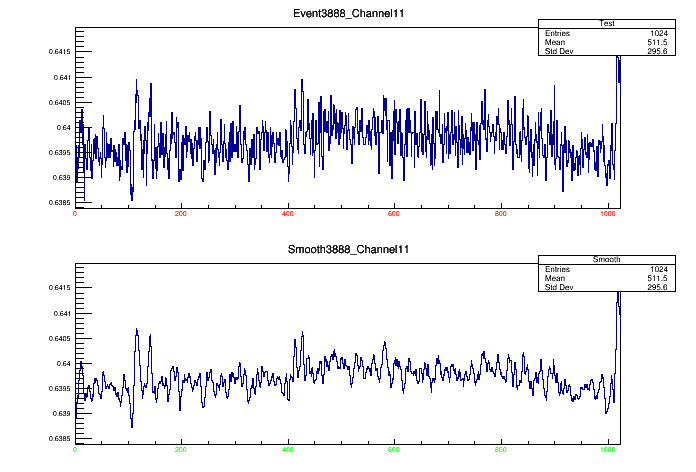 Event3888_Channel11
Test
Entries 1024
Mean 511.5
Std Dev 295.6
0.6415
0.641
0.6405
0.64
0.6395
0.639
0.6385
0 200 400 600 800 1000
Smooth3888_Channel11
Smooth
Entries 1024
Mean 511.5
Std Dev 295.6
0.6415
0.641
0.6405
0.64
0.6395
0.639
0.6385
0 200 400 600 800 1000